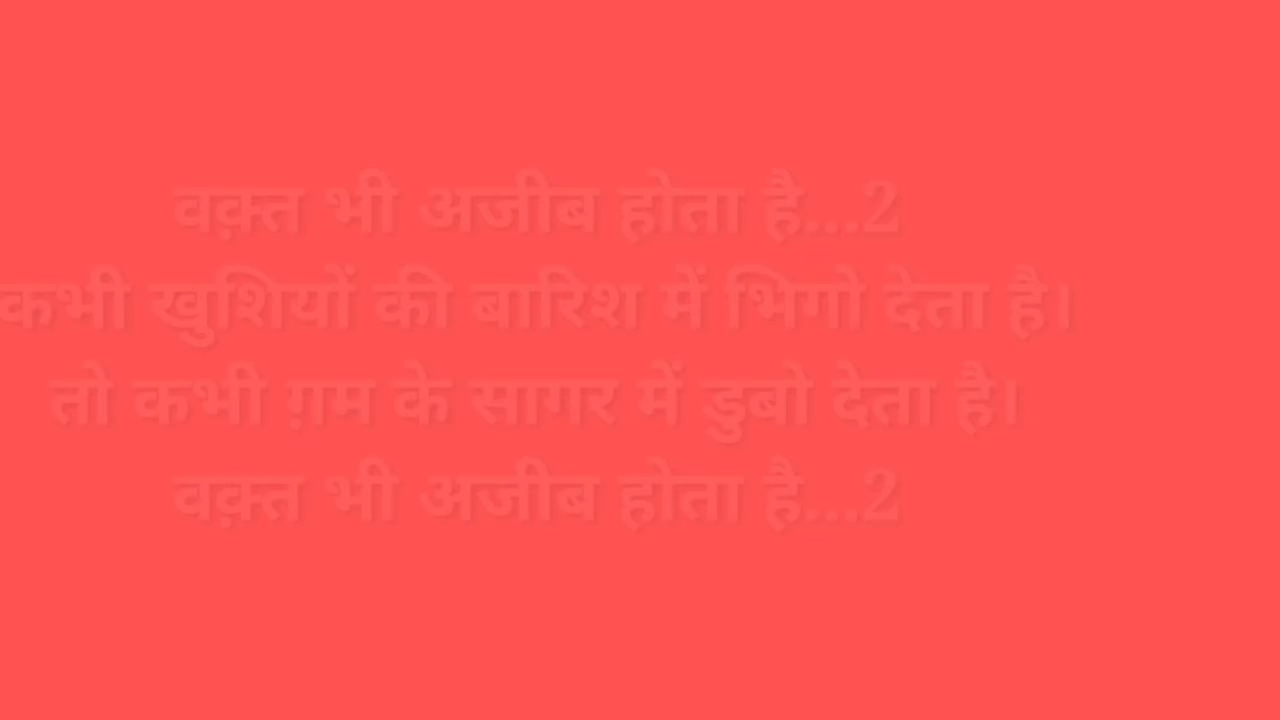 वक़्त भी अजीब होता है...2
कभी खुशियों की बारिश में भिगो देता है।
तो कभी ग़म के सागर में डुबो देता है।
वक़्त भी अजीब होता है...2